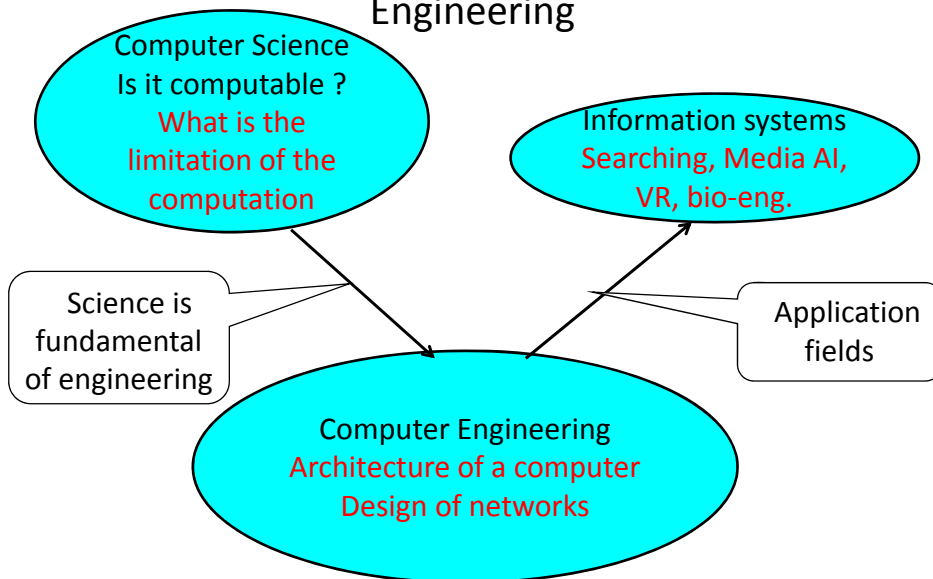 Engineering
Computer Science
Is it computable ?
What is the
limitation of the
computation
Information systems
Searching, Media AI,
VR, bio-eng.
Science is
fundamental
of engineering
Application
fields
Computer Engineering
Architecture of a computer
Design of networks